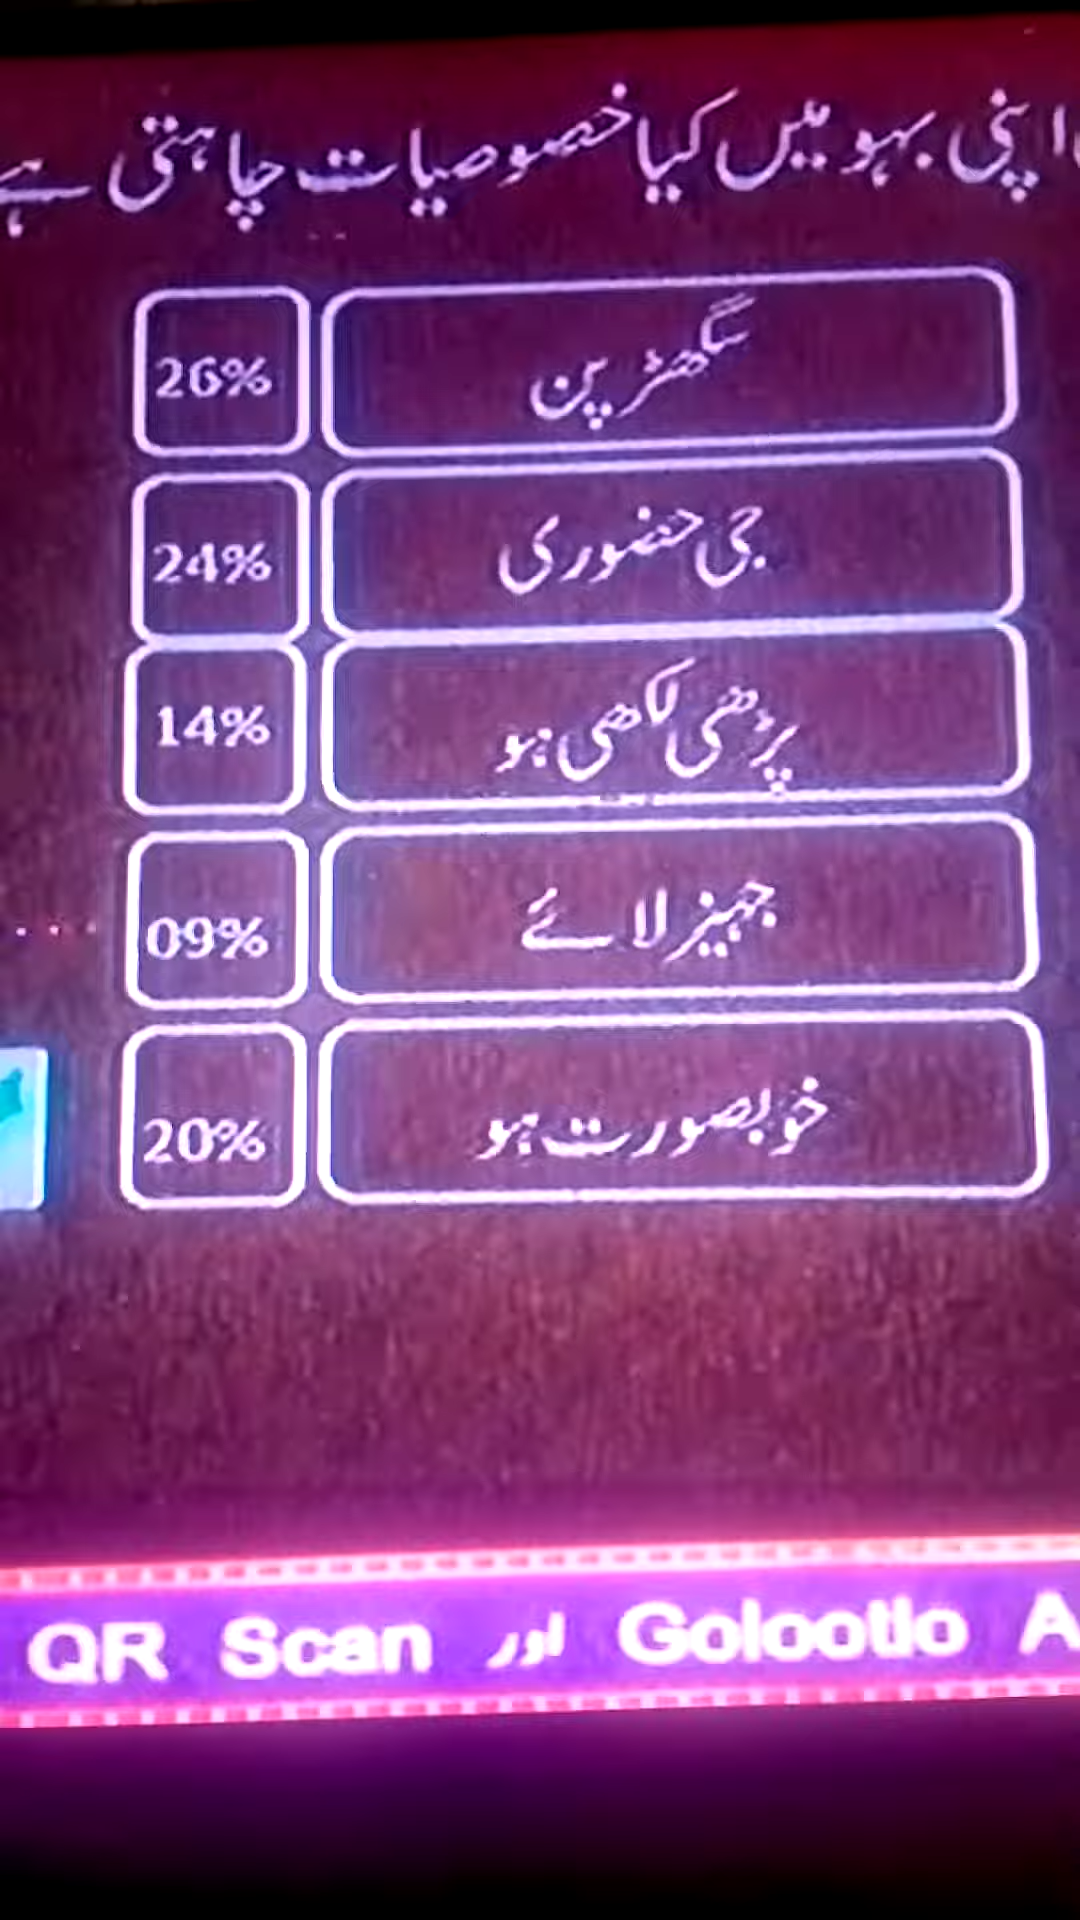 اپنی بہو میں کیا خصوصیات چاہتی ہے
سگھڑ پن 26%
جی حضوری 24%
پڑھی لکھی ہو 14%
جہیز لائے 09%
خوبصورت ہو 20%
QR Scan اور Golootlo A